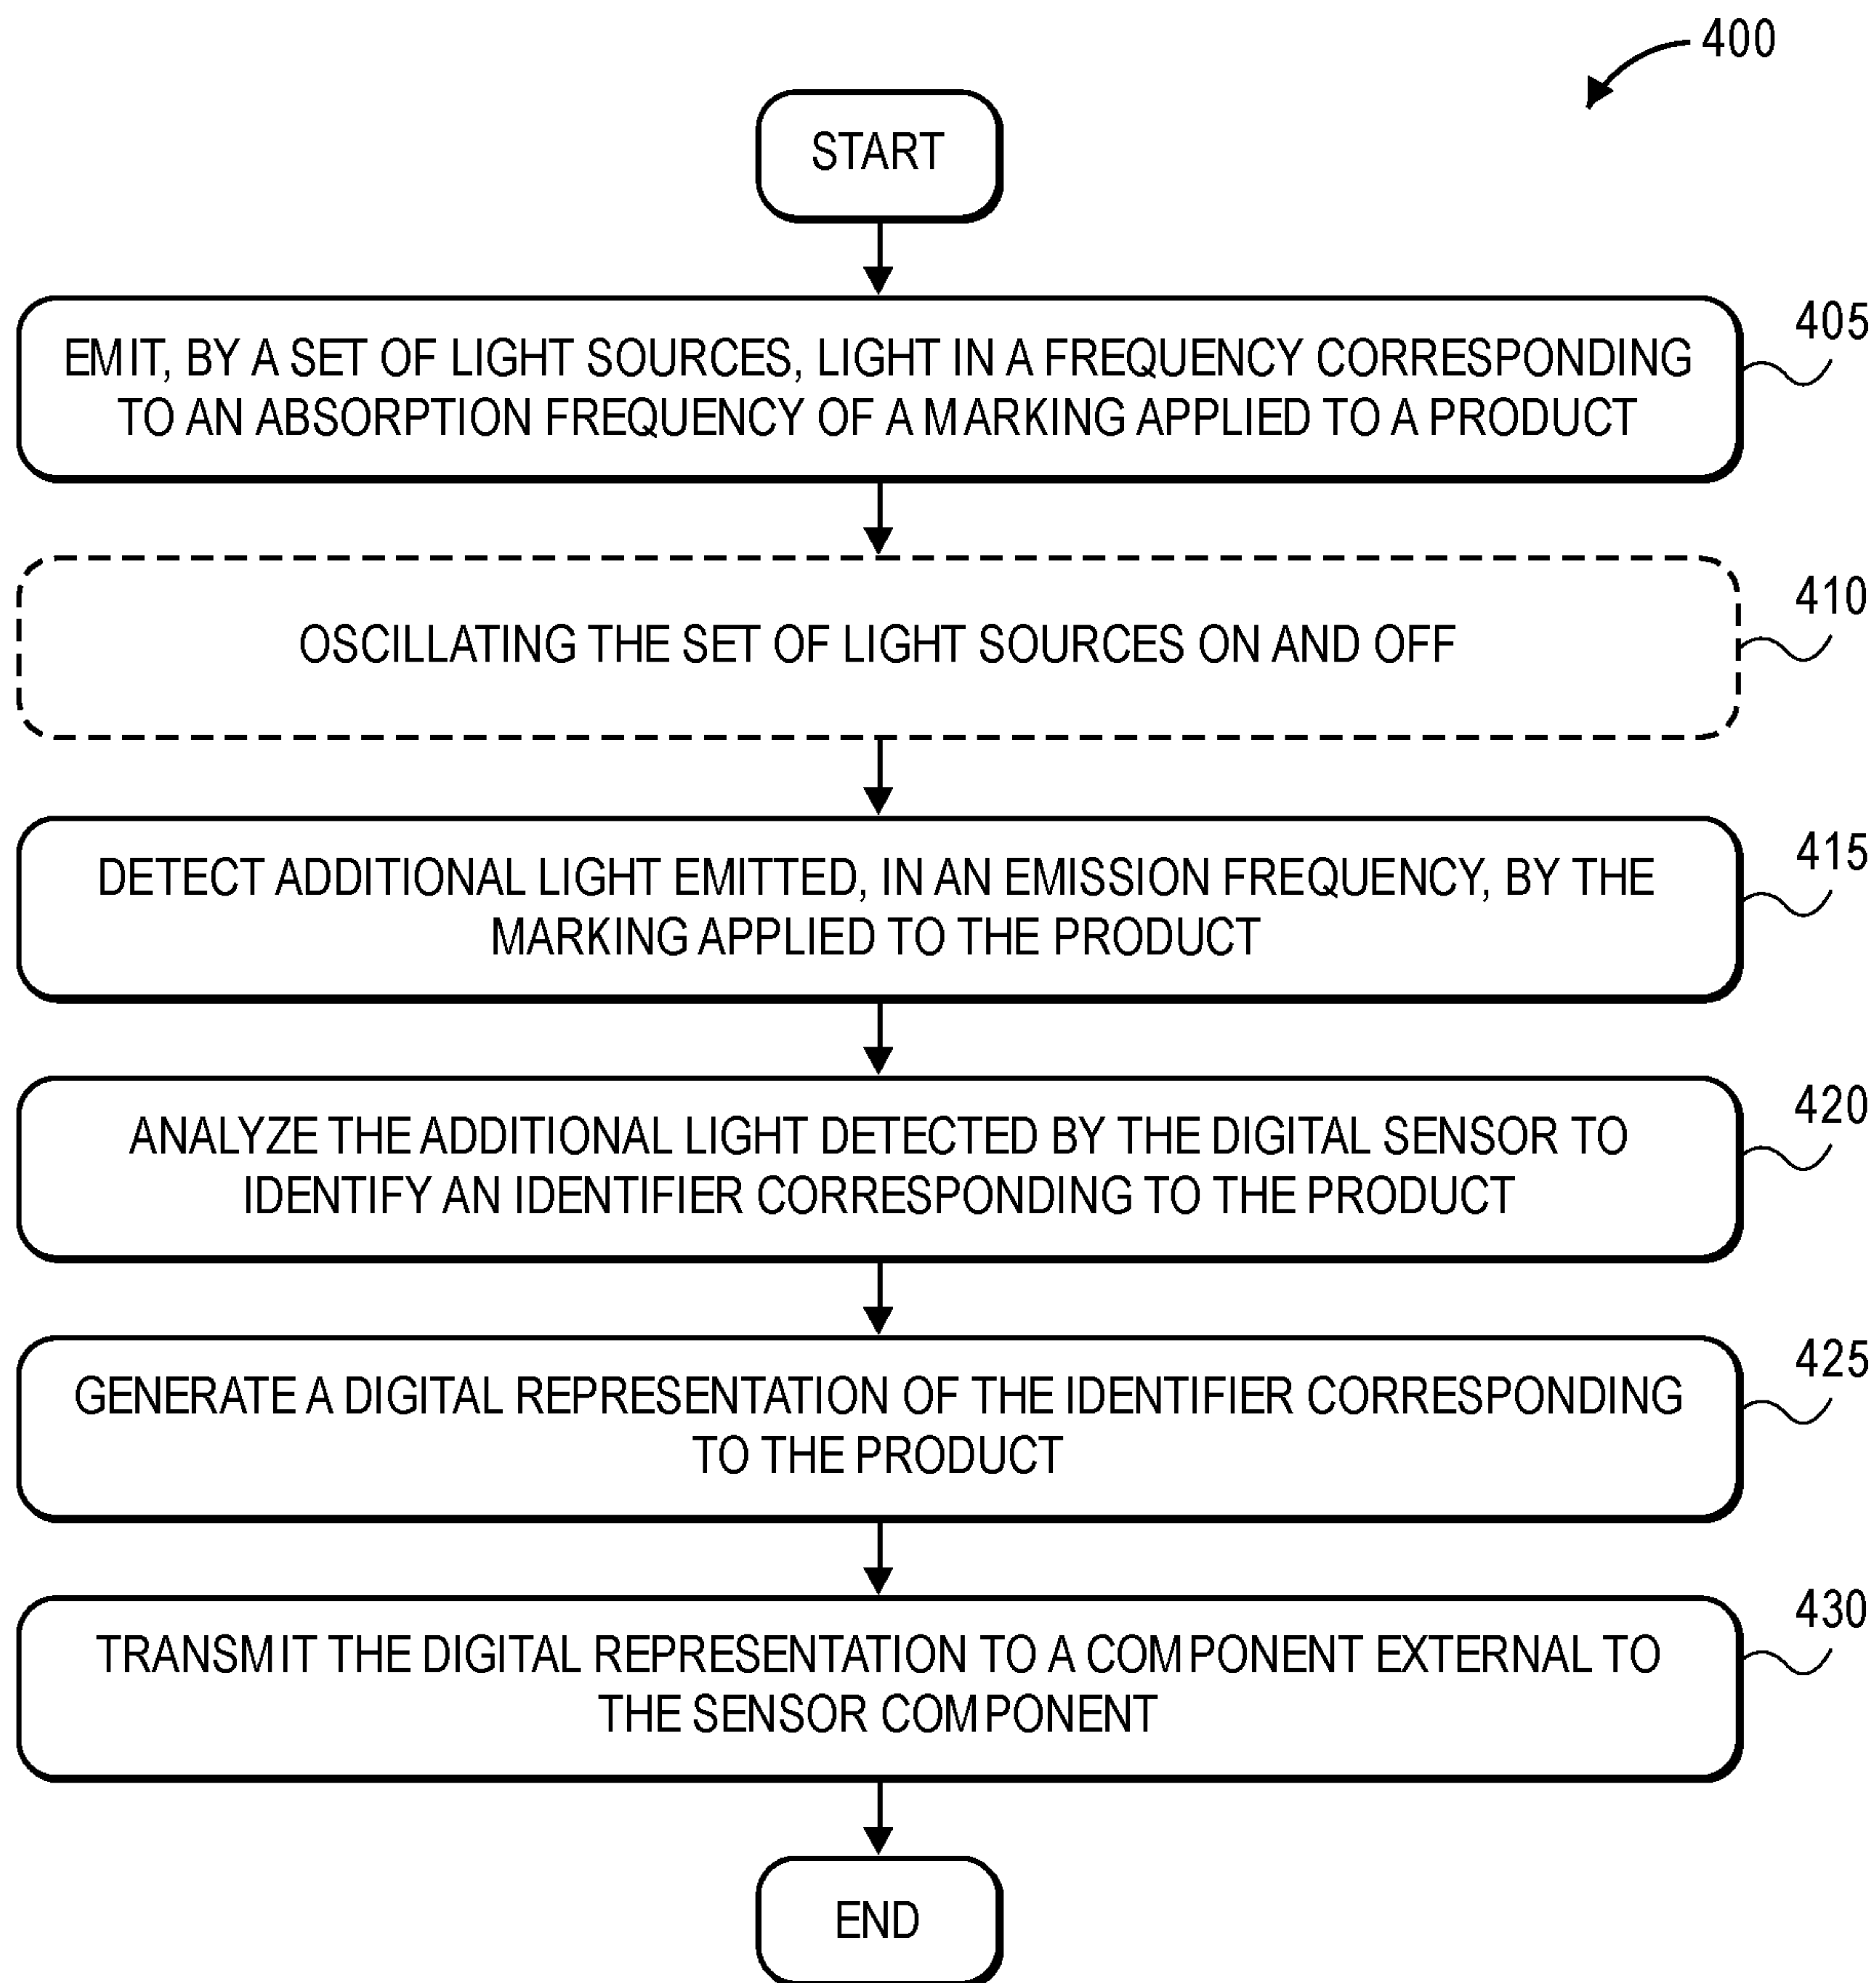 400
START
EMIT, BY A SET OF LIGHT SOURCES, LIGHT IN A FREQUENCY CORRESPONDING
TO AN ABSORPTION FREQUENCY OF A MARKING APPLIED TO A PRODUCT
405
OSCILLATING THE SET OF LIGHT SOURCES ON AND OFF
410
DETECT ADDITIONAL LIGHT EMITTED, IN AN EMISSION FREQUENCY, BY THE
MARKING APPLIED TO THE PRODUCT
415
ANALYZE THE ADDITIONAL LIGHT DETECTED BY THE DIGITAL SENSOR TO
IDENTIFY AN IDENTIFIER CORRESPONDING TO THE PRODUCT
420
GENERATE A DIGITAL REPRESENTATION OF THE IDENTIFIER CORRESPONDING
TO THE PRODUCT
425
TRANSMIT THE DIGITAL REPRESENTATION TO A COMPONENT EXTERNAL TO
THE SENSOR COMPONENT
430
END